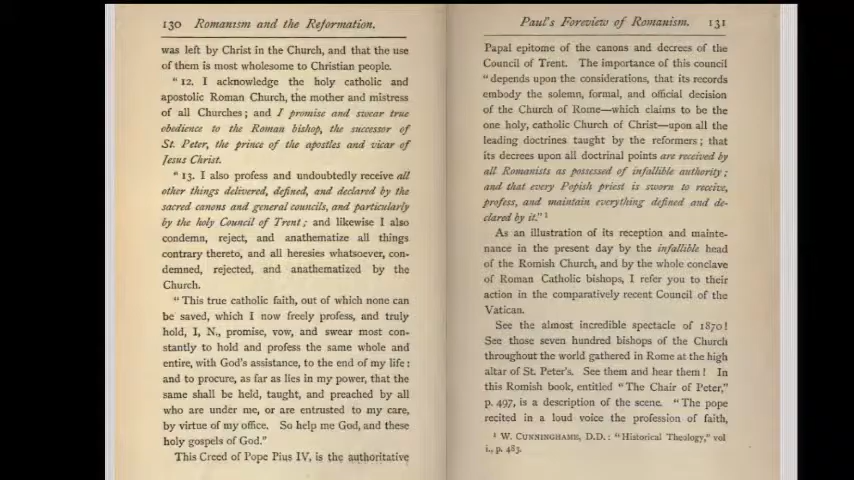 130 Romanism and the Reformation.
was left by Christ in the Church, and that the use
of them is most wholesome to Christian people.
"12. I acknowledge the holy catholic and
apostolic Roman Church, the mother and mistress
of all Churches; and I promise and swear true
obedience to the Roman bishop, the successor of
St. Peter, the prince of the apostles and vicar of
Jesus Christ.
"13. I also profess and undoubtedly receive all
other things delivered, defined, and declared by the
sacred canons and general councils, and particularly
by the holy Council of Trent; and likewise I also
condemn, reject, and anathematize all things
contrary thereto, and all heresies whatsoever, con-
demned, rejected, and anathematized by the
Church.
"This true catholic faith, out of which none can
be saved, which I now freely profess, and truly
hold, I, N., promise, vow, and swear most con-
stantly to hold and profess the same whole and
entire, with God's assistance, to the end of my life:
and to procure, as far as lies in my power, that the
same shall be held, taught, and preached by all
who are under me, or are entrusted to my care,
by virtue of my office. So help me God, and these
holy gospels of God."
This Creed of Pope Pius IV, is the authoritative
Paul's Foreview of Romanism. 131
Papal epitome of the canons and decrees of the
Council of Trent. The importance of this council
"depends upon the considerations, that its records
embody the solemn, formal, and official decision
of the Church of Rome—which claims to be the
one holy, catholic Church of Christ—upon all the
leading doctrines taught by the reformers; that
its decrees upon all doctrinal points are received by
all Romanists as possessed of infallible authority;
and that every Popish priest is sworn to receive,
profess, and maintain everything defined and de-
clared by it." 1
As an illustration of its reception and mainte-
nance in the present day by the infallible head
of the Romish Church, and by the whole conclave
of Roman Catholic bishops, I refer you to their
action in the comparatively recent Council of the
Vatican.
See the almost incredible spectacle of 1870!
See those seven hundred bishops of the Church
throughout the world gathered in Rome at the high
altar of St. Peter's. See them and hear them! In
this Romish book, entitled "The Chair of Peter,"
p. 497, is a description of the scene. "The pope
recited in a loud voice the profession of faith,
1 W. CUNNINGHAME, D.D.: "Historical Theology," vol
i., p. 483.